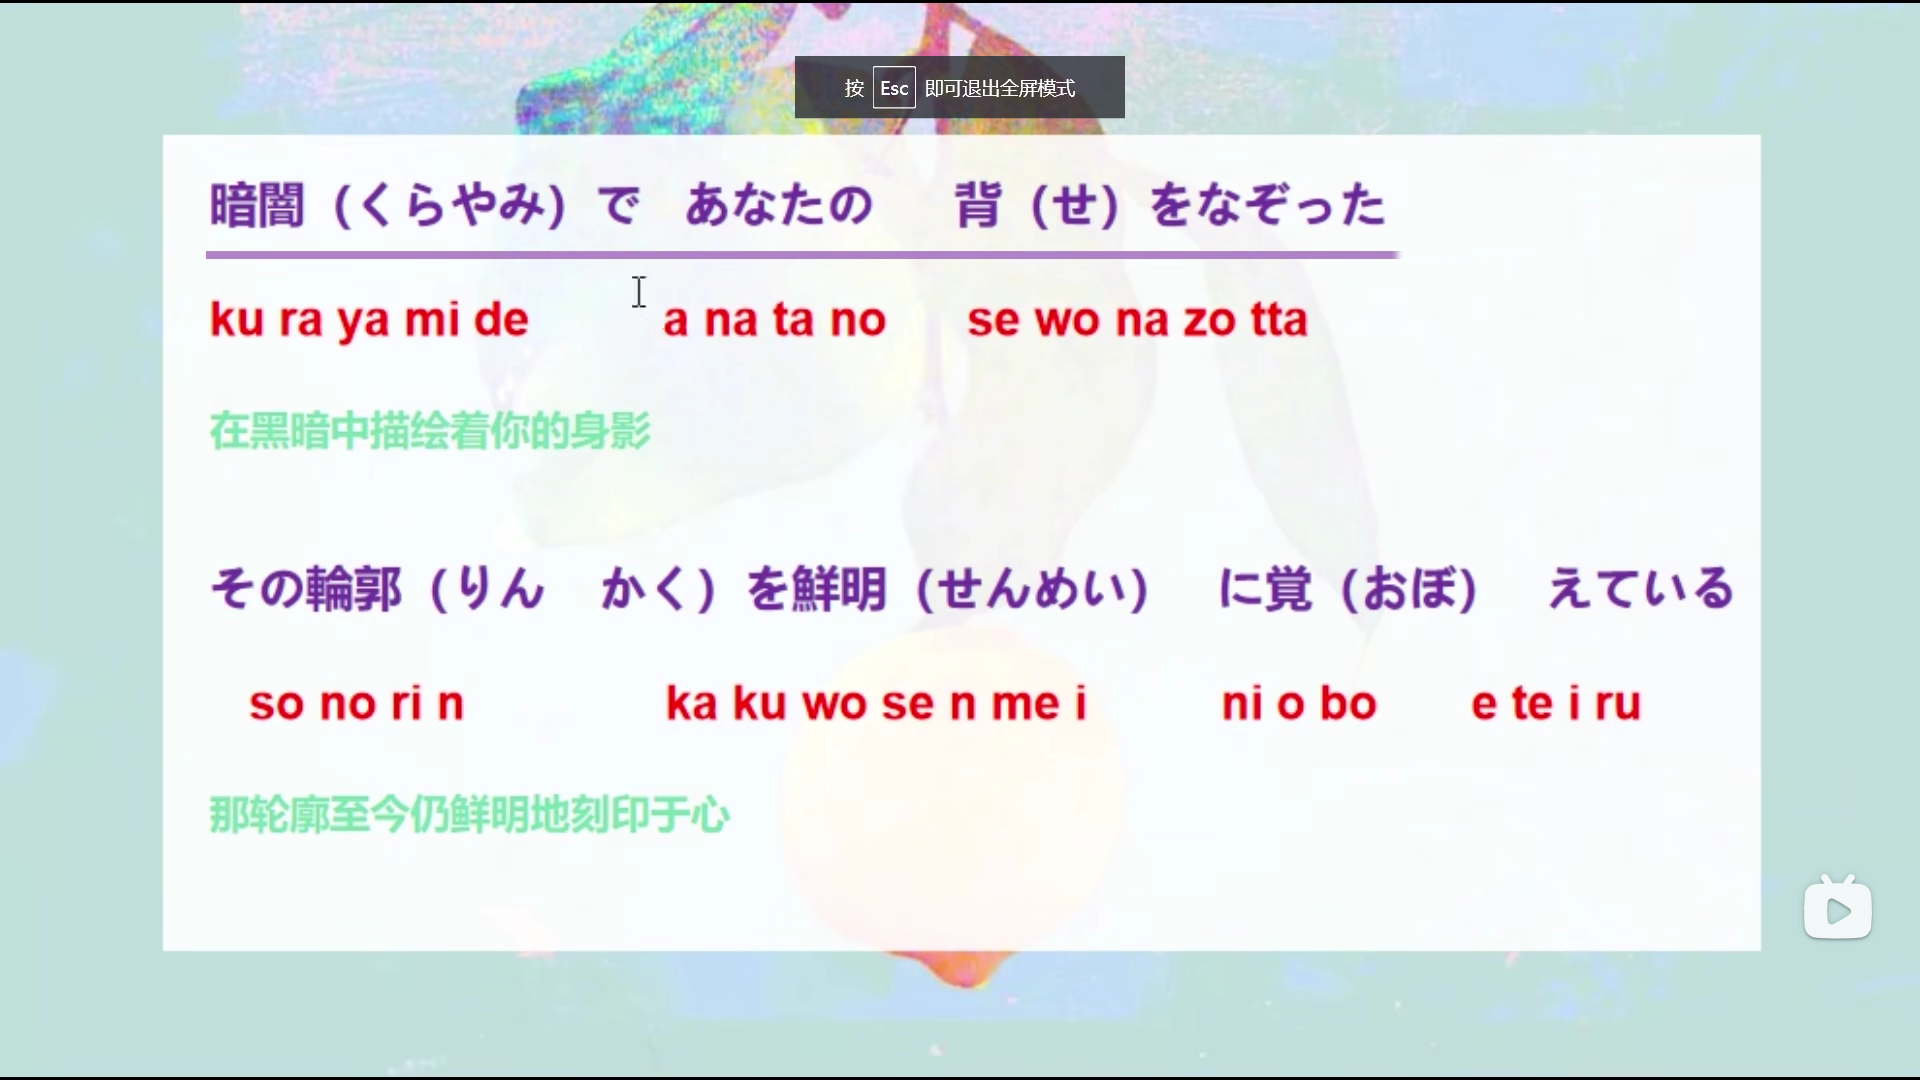 按 Esc 即可退出全屏模式
暗闇（くらやみ）で　あなたの　背（せ）をなぞった
ku ra ya mi de a na ta no se wo na zo tta
在黑暗中描绘着你的身影
その輪郭（りん　かく）を鮮明（せんめい）　に覚（おぼ）　えている
so no ri n ka ku wo se n me i ni o bo e te i ru
那轮廓至今仍鲜明地刻印于心